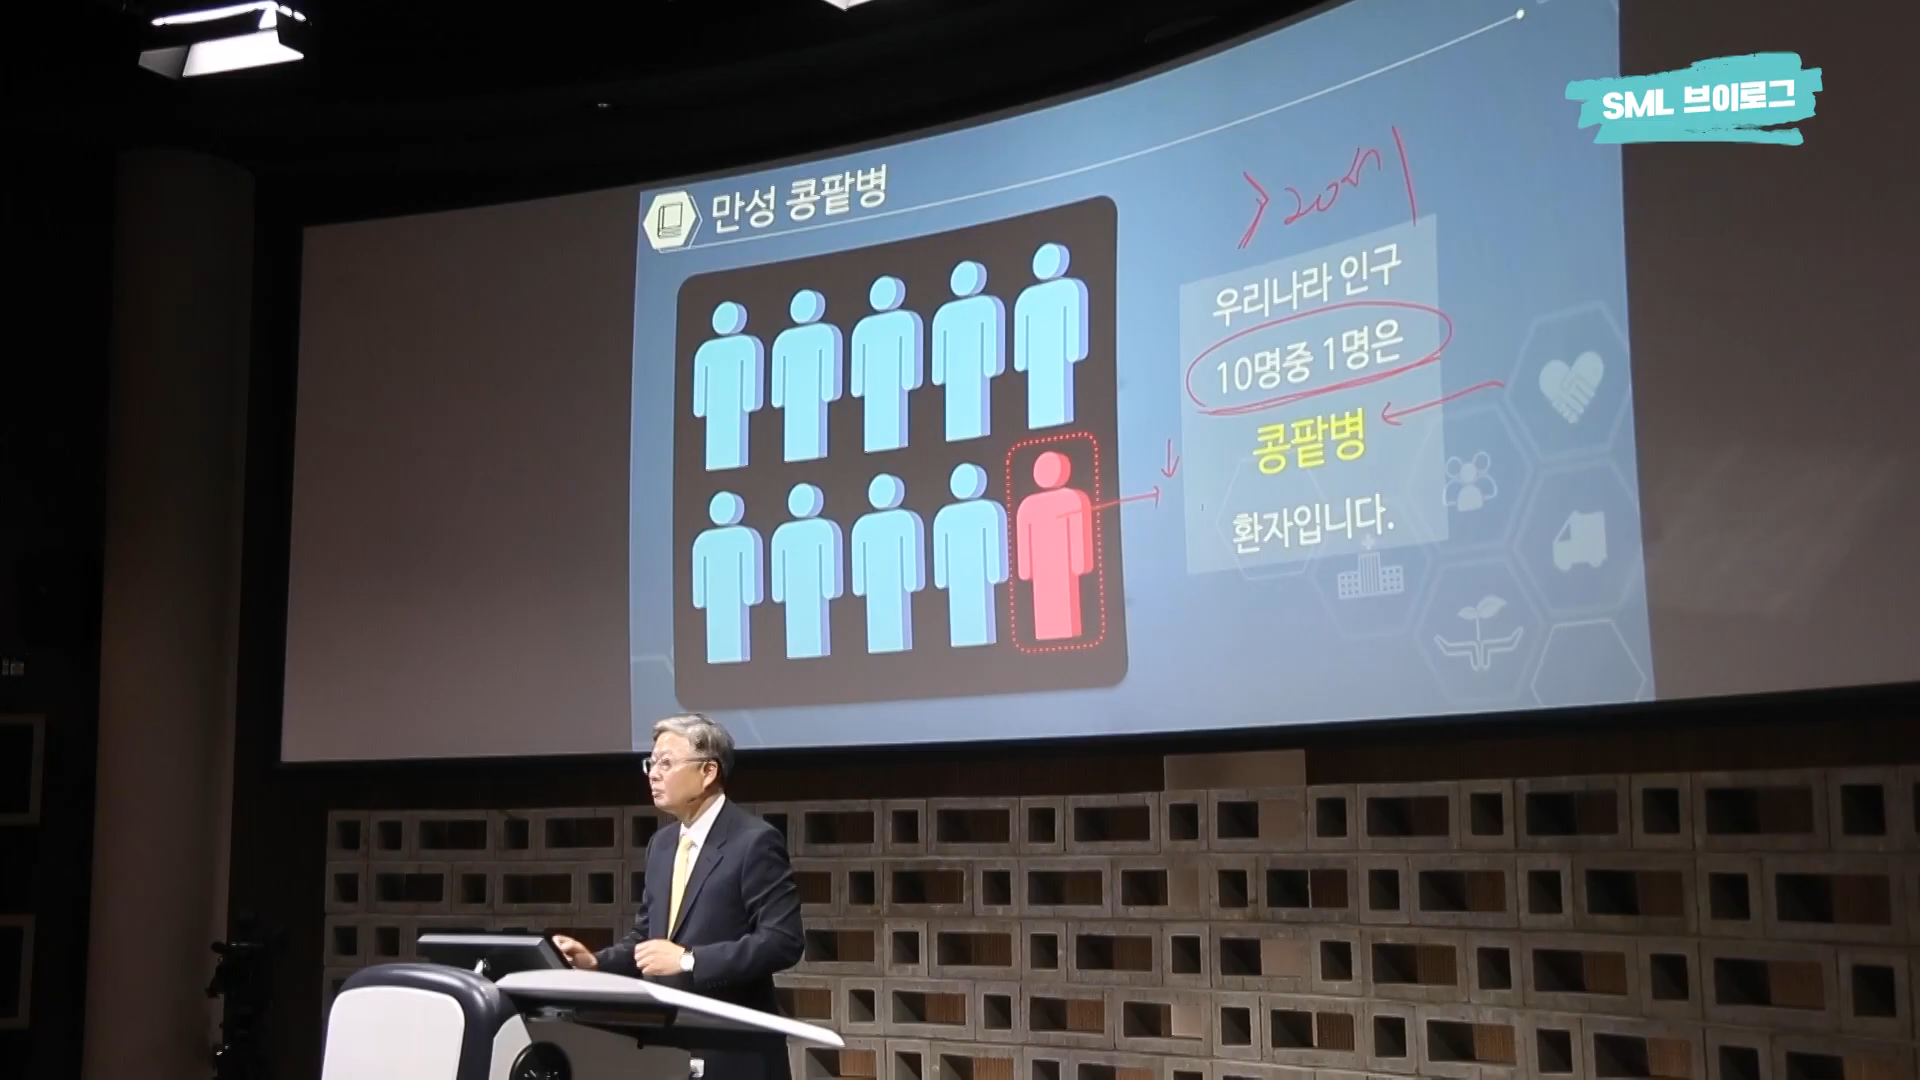 SML 브이로그
만성 콩팥병
>20세
우리나라 인구
10명중 1명은
콩팥병
환자입니다.